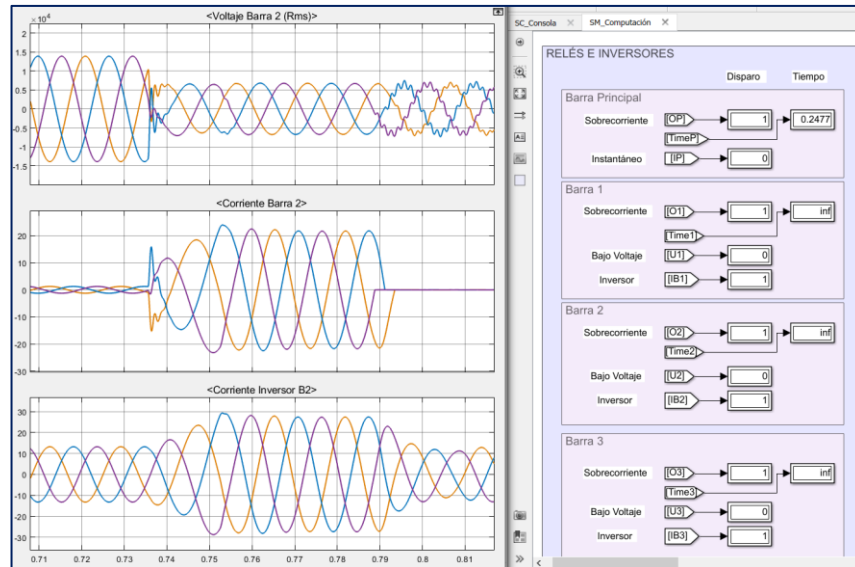 <Voltaje Barra 2 (Rms)>
×10⁴
2
1.5
1
0.5
0
-0.5
-1
-1.5
<Corriente Barra 2>
20
10
0
-10
-20
-30
<Corriente Inversor B2>
30
20
10
0
-10
-20
-30
0.71 0.72 0.73 0.74 0.75 0.76 0.77 0.78 0.79 0.8 0.81
SC_Consola × SM_Computación ×
RELÉS E INVERSORES
Disparo Tiempo
Barra Principal
Sobrecorriente [OP] 1 0.2477
[TimeP]
Instantáneo [IP] 0
Barra 1
Sobrecorriente [O1] 1 inf
[Time1]
Bajo Voltaje [U1] 0
Inversor [IB1] 1
Barra 2
Sobrecorriente [O2] 1 inf
[Time2]
Bajo Voltaje [U2] 0
Inversor [IB2] 1
Barra 3
Sobrecorriente [O3] 1 inf
[Time3]
Bajo Voltaje [U3] 0
Inversor [IB3] 1